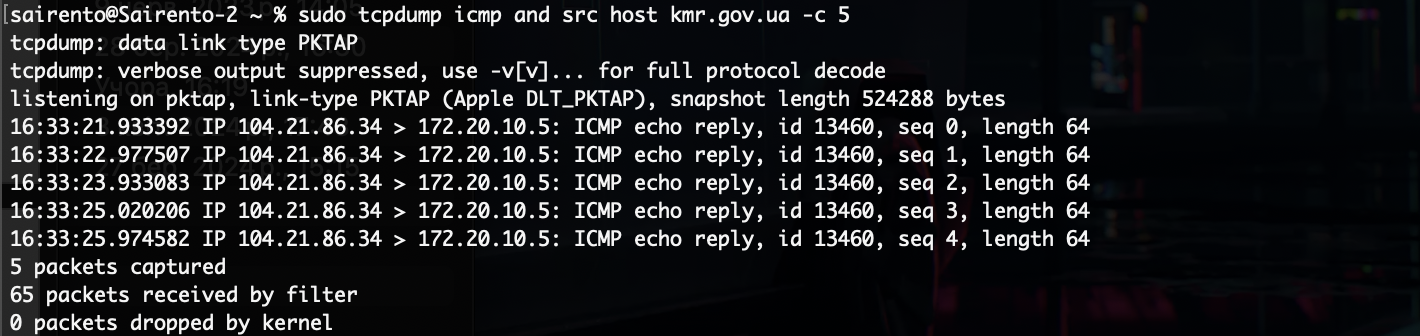 [sairento@Sairento-2 ~ % sudo tcpdump icmp and src host kmr.gov.ua -c 5
tcpdump: data link type PKTAP
tcpdump: verbose output suppressed, use -v[v]... for full protocol decode
listening on pktap, link-type PKTAP (Apple DLT_PKTAP), snapshot length 524288 bytes
16:33:21.933392 IP 104.21.86.34 > 172.20.10.5: ICMP echo reply, id 13460, seq 0, length 64
16:33:22.977507 IP 104.21.86.34 > 172.20.10.5: ICMP echo reply, id 13460, seq 1, length 64
16:33:23.933083 IP 104.21.86.34 > 172.20.10.5: ICMP echo reply, id 13460, seq 2, length 64
16:33:25.020206 IP 104.21.86.34 > 172.20.10.5: ICMP echo reply, id 13460, seq 3, length 64
16:33:25.974582 IP 104.21.86.34 > 172.20.10.5: ICMP echo reply, id 13460, seq 4, length 64
5 packets captured
65 packets received by filter
0 packets dropped by kernel